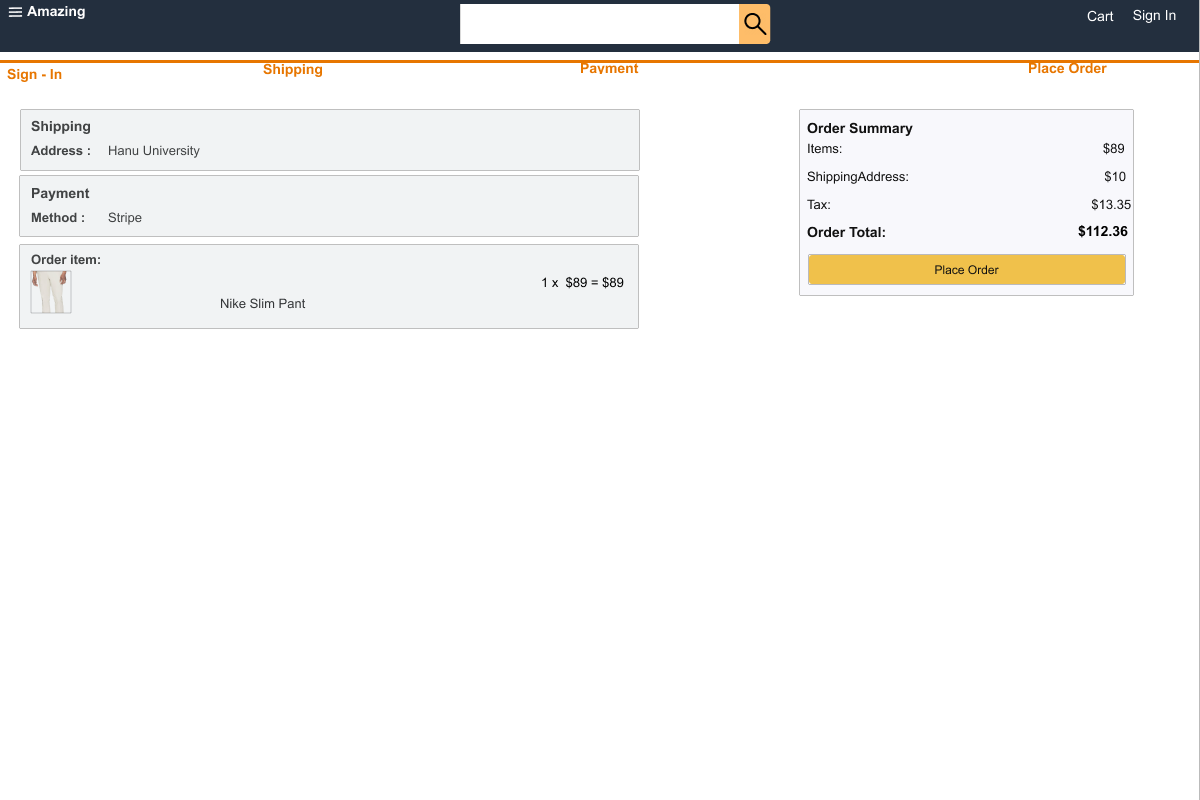 Amazing
Cart
Sign In
Sign - In
Shipping
Payment
Place Order
Shipping
Address : Hanu University
Payment
Method : Stripe
Order item:
1 x $89 = $89
Nike Slim Pant
Order Summary
Items: $89
ShippingAddress: $10
Tax: $13.35
Order Total: $112.36
Place Order